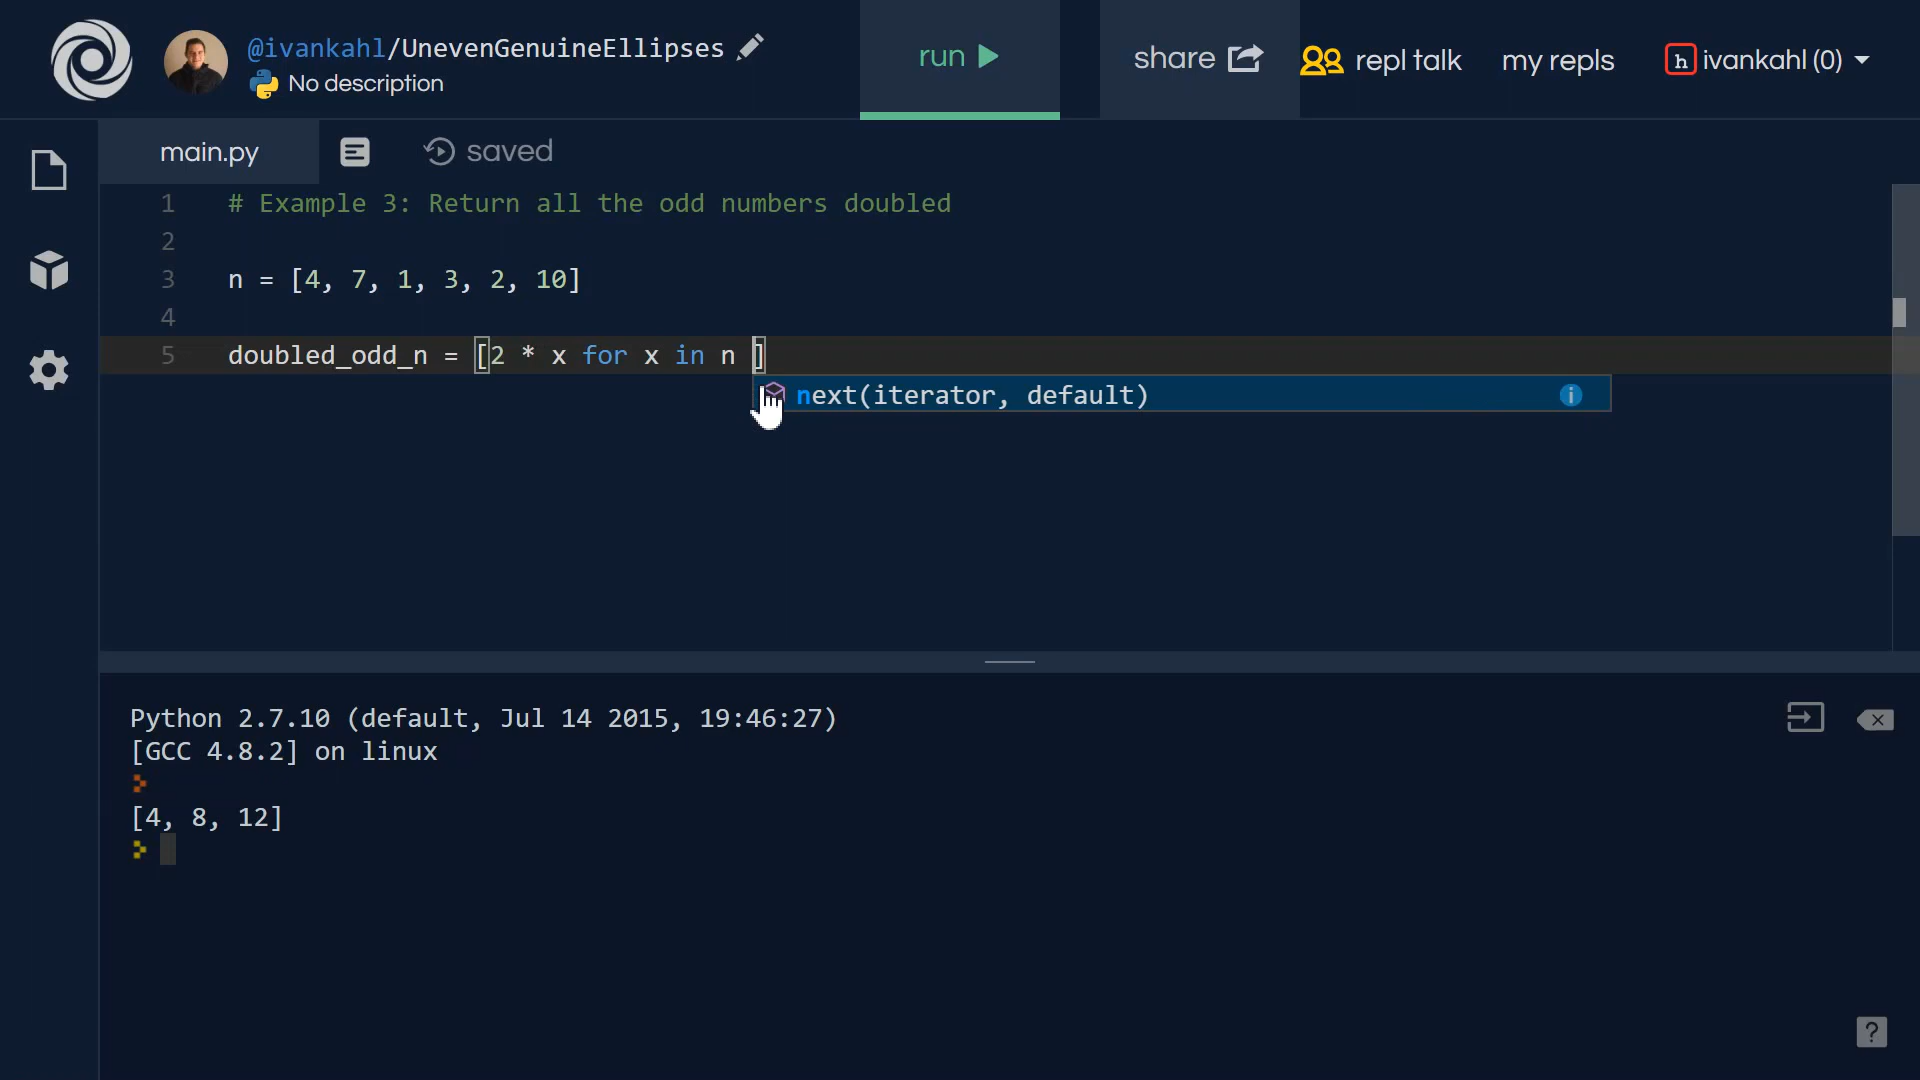 @ivankahl/UnevenGenuineEllipses
No description
run
share
repl talk
my repls
h
ivankahl (0)
main.py
saved
1 # Example 3: Return all the odd numbers doubled
2
3 n = [4, 7, 1, 3, 2, 10]
4
5 doubled_odd_n = [2 * x for x in n ]
next(iterator, default)
i
Python 2.7.10 (default, Jul 14 2015, 19:46:27)
[GCC 4.8.2] on linux
[4, 8, 12]
?